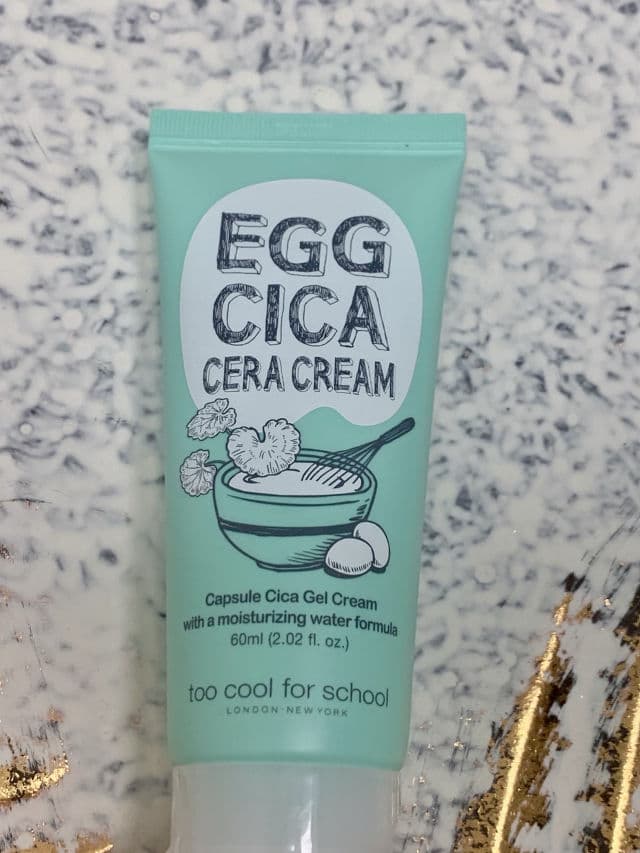 EGG
CICA
CERA CREAM
Capsule Cica Gel Cream
with a moisturizing water formula
60ml (2.02 fl. oz.)
too cool for school
LONDON·NEW YORK